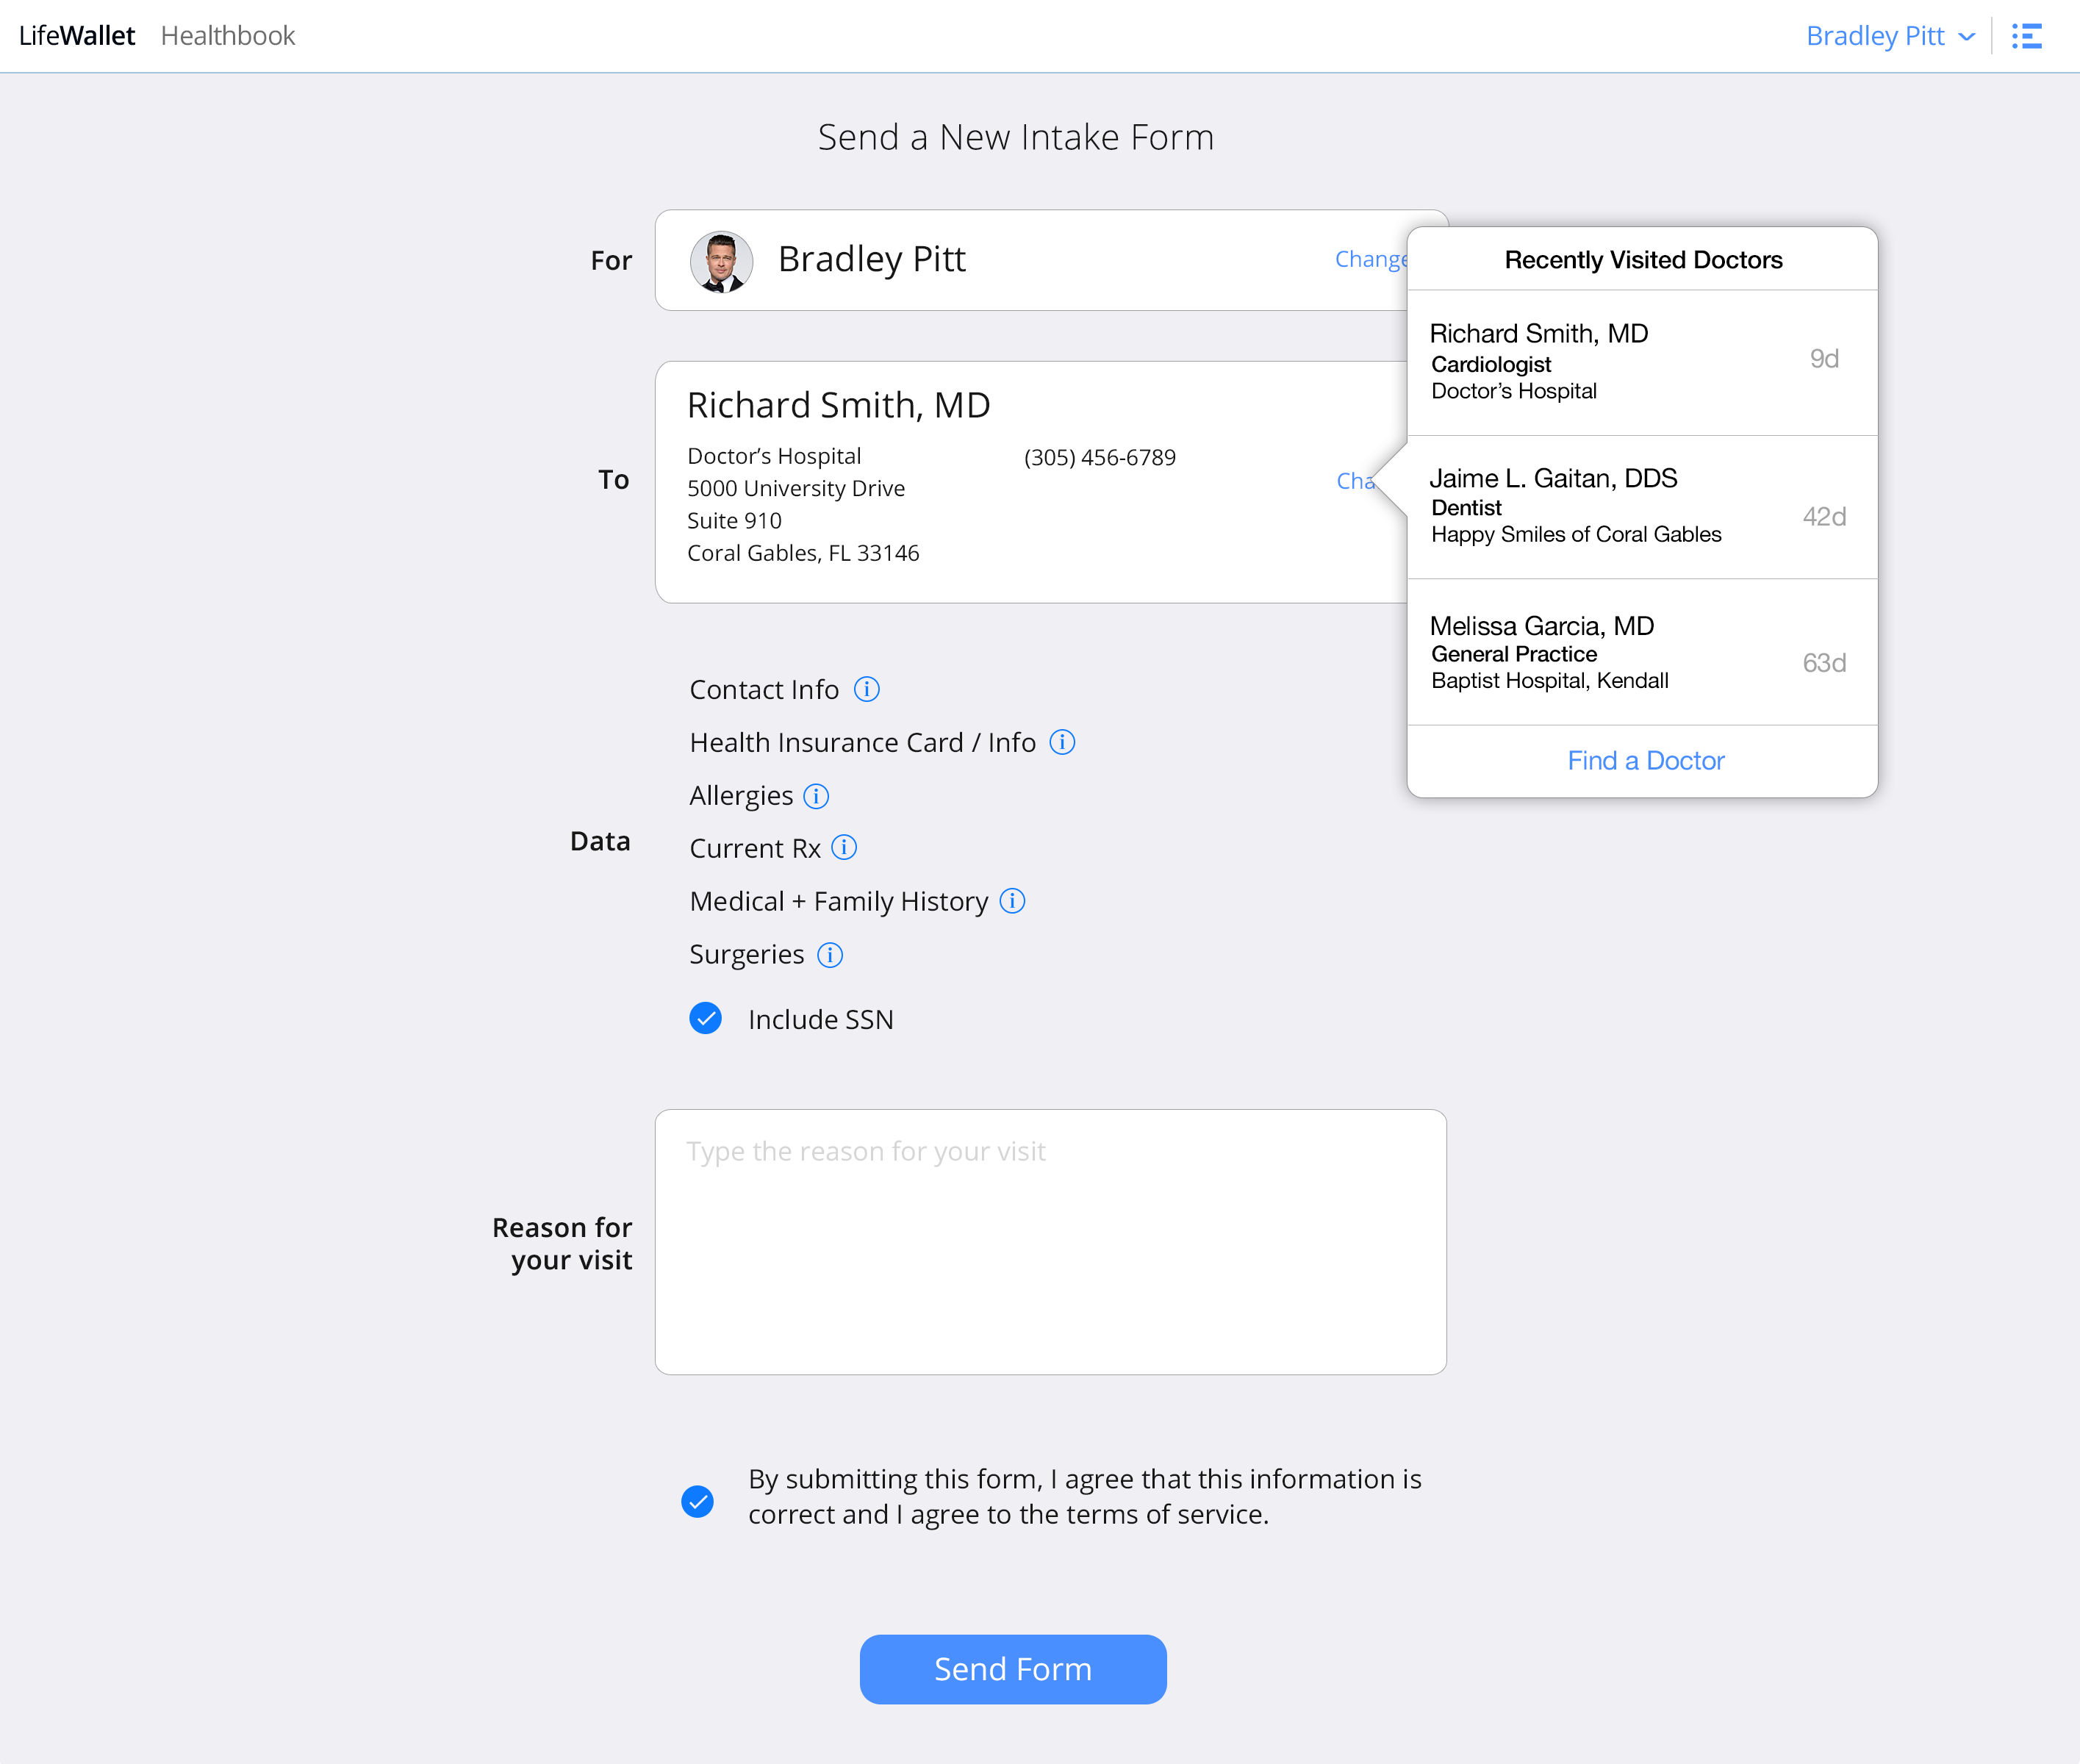 LifeWallet Healthbook
Bradley Pitt
Send a New Intake Form
For
Bradley Pitt
Change
To
Richard Smith, MD
Doctor’s Hospital
(305) 456-6789
5000 University Drive
Suite 910
Coral Gables, FL 33146
Cha
Recently Visited Doctors
Richard Smith, MD
Cardiologist
Doctor’s Hospital
9d
Jaime L. Gaitan, DDS
Dentist
Happy Smiles of Coral Gables
42d
Melissa Garcia, MD
General Practice
Baptist Hospital, Kendall
63d
Find a Doctor
Data
Contact Info
Health Insurance Card / Info
Allergies
Current Rx
Medical + Family History
Surgeries
Include SSN
Reason for
your visit
Type the reason for your visit
By submitting this form, I agree that this information is
correct and I agree to the terms of service.
Send Form